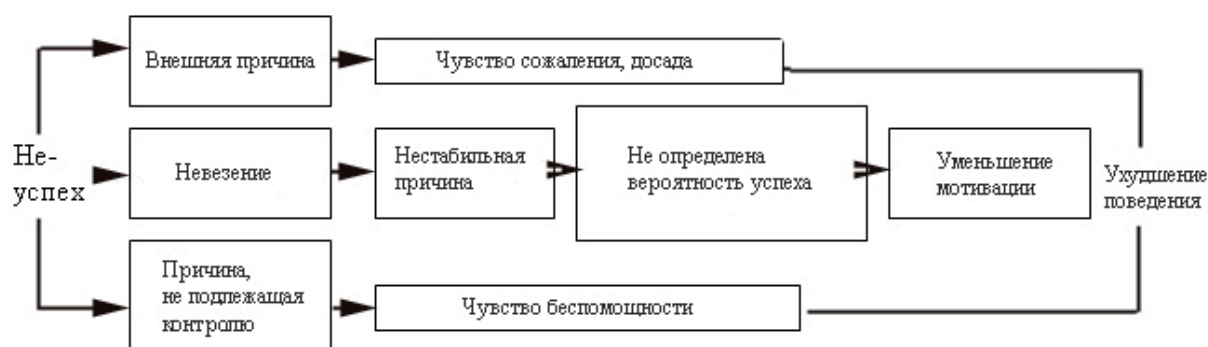 Не-
успех
Внешняя причина
Чувство сожаления, досада
Невезение
Нестабильная
причина
Не определена
вероятность успеха
Уменьшение
мотивации
Ухудшение
поведения
Причина,
не подлежащая
контролю
Чувство беспомощности